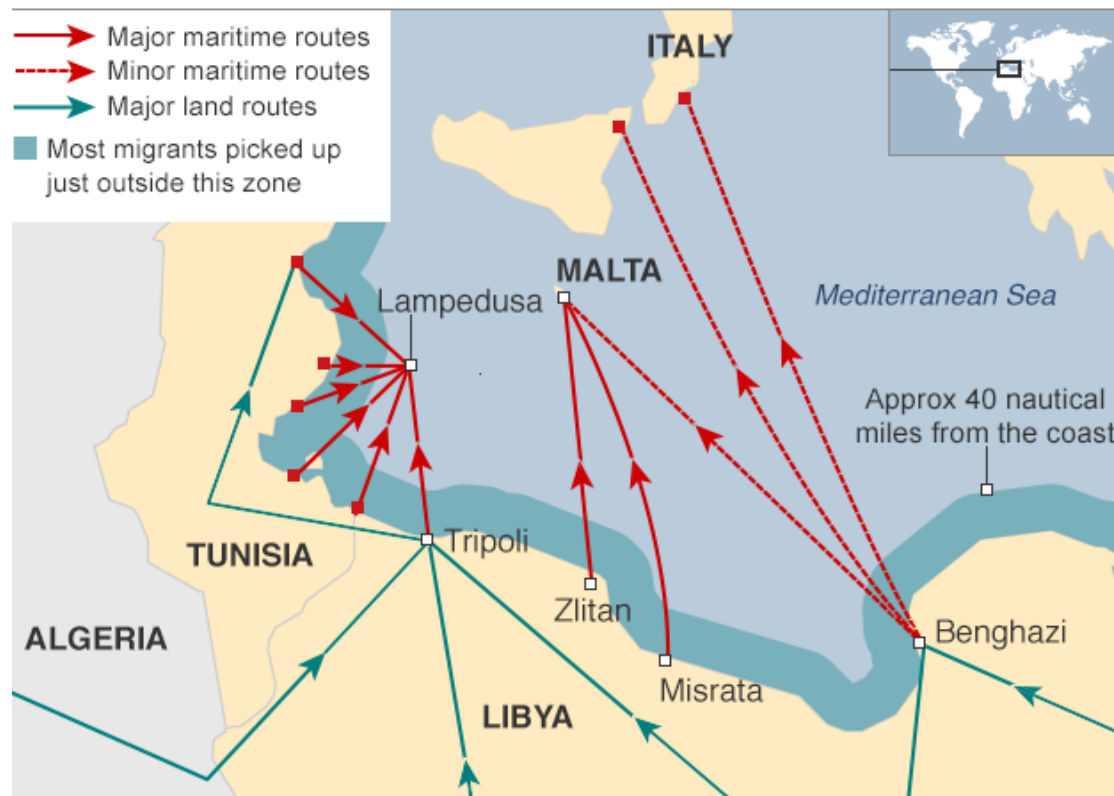 Major maritime routes
Minor maritime routes
Major land routes
Most migrants picked up
just outside this zone
ITALY
MALTA
Lampedusa
Mediterranean Sea
Approx 40 nautical
miles from the coast
Tripoli
TUNISIA
Zlitan
Benghazi
ALGERIA
Misrata
LIBYA